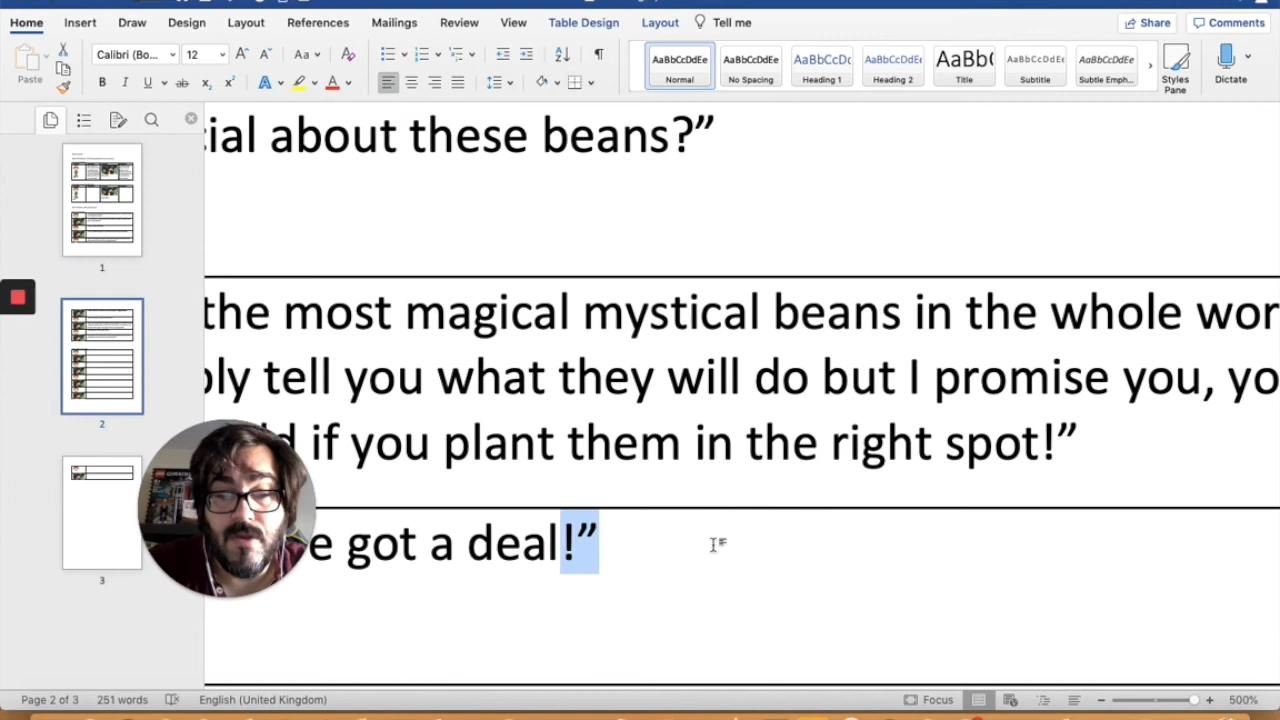 Home Insert Draw Design Layout References Mailings Review View Table Design Layout Tell me Share Comments
Paste Calibri (Bo... 12 Aa AaBbCcDdEe AaBbCcDdEe AaBbCcDc AaBbCcDdEe AaBb( AaBbCcDdEe AaBbCcDdEe
Normal No Spacing Heading 1 Heading 2 Title Subtitle Subtle Emph... Styles Pane Dictate
cial about these beans?”
the most magical mystical beans in the whole wor
bly tell you what they will do but I promise you, yo
if you plant them in the right spot!”
e got a deal!”
1
2
3
Page 2 of 3 251 words English (United Kingdom) Focus 500%